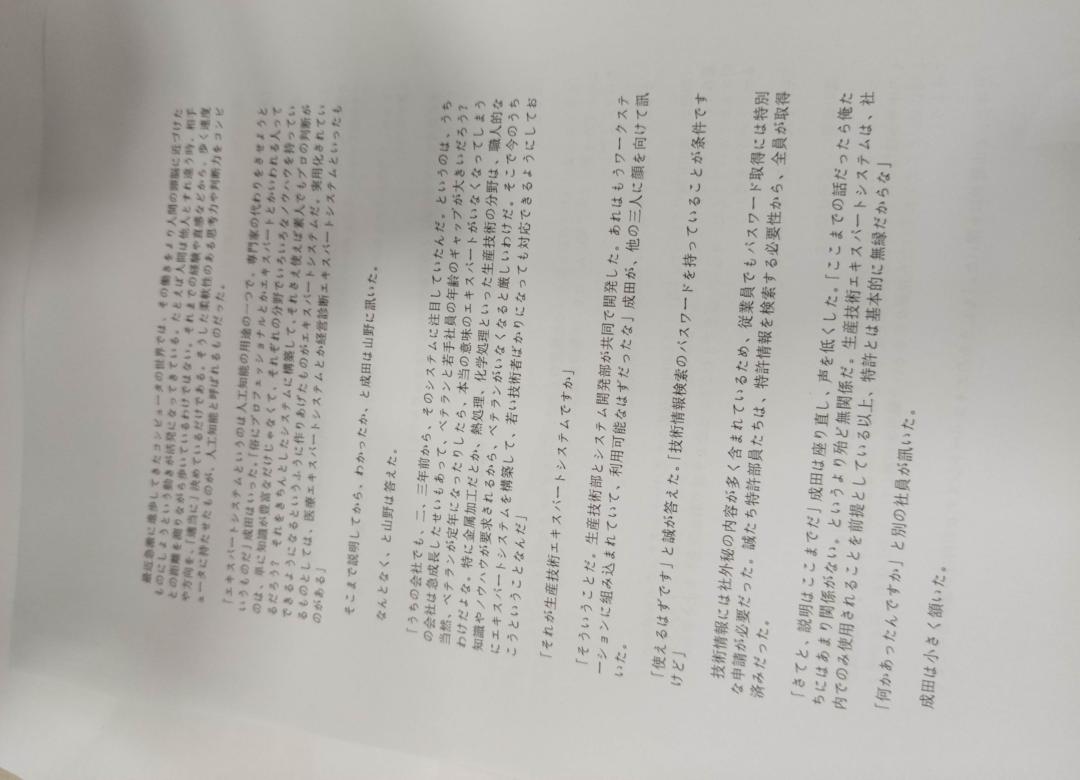 最近急激に進歩してきたコンピュータの世界では、その働きをより人間の頭脳に近づけた
ものにしようという動きが活発になってきている。たとえば人間は他人とすれ違う時、相手
との距離を測りながら歩いているわけではない。それまでの経験や直感などから、歩く速度
や方向を、「適当に」決めているだけである。そうした柔軟性のある思考力や判断力をコンピ
ュータに持たせたものが、人工知能と呼ばれるものだった。
「エキスパートシステムというのは人工知能の用途の一つで、専門家の代わりをさせようと
いうものだ」成田はいった。「俗にプロフェッショナルとかエキスパートとかいわれる人って
のは、単に知識が豊富なだけじゃなくて、それぞれの分野でいろいろなノウハウを持ってい
るだろう? それをきちんとしたシステムに構築して、それさえ使えば素人でもプロの判断が
できるようになるというふうに作りあげたものがエキスパートシステムだ。実用化されてい
るものとしては、医療エキスパートシステムとか経営診断エキスパートシステムといったも
のがある」
そこまで説明してから、わかったか、と成田は山野に訊いた。
なんとなく、と山野は答えた。
「うちの会社でも、二、三年前から、そのシステムに注目していたんだ。というのは、うち
の会社は急成長したせいもあって、ベテランと若手社員の年齢のギャップが大きいだろう?
当然、ベテランが定年になったりしたら、本当の意味のエキスパートがいなくなってしまう
わけだよな。特に金属加工だとか、熱処理、化学処理といった生産技術の分野は、職人的な
知識やノウハウが要求されるから、ベテランがいなくなると厳しいわけだ。そこで今のうち
にエキスパートシステムを構築して、若い技術者ばかりになっても対応できるようにしてお
こうということなんだ」
「それが生産技術エキスパートシステムですか」
「そういうことだ。生産技術部とシステム開発部が共同で開発した。あれはもうワークステ
ーションに組み込まれていて、利用可能なはずだったな」成田が、他の三人に顔を向けて訊
いた。
「使えるはずです」と誠が答えた。「技術情報検索のパスワードを持っていることが条件です
けど」
技術情報には社外秘の内容が多く含まれているため、従業員でもパスワード取得には特別
な申請が必要だった。誠たち特許部員たちは、特許情報を検索する必要性から、全員が取得
済みだった。
「さてと、説明はここまでだ」成田は座り直し、声を低くした。「ここまでの話だったら俺た
ちにはあまり関係がない。というより殆ど無関係だ。生産技術エキスパートシステムは、社
内でのみ使用されることを前提としている以上、特許とは基本的に無縁だからな」
「何かあったんですか」と別の社員が訊いた。
成田は小さく頷いた。